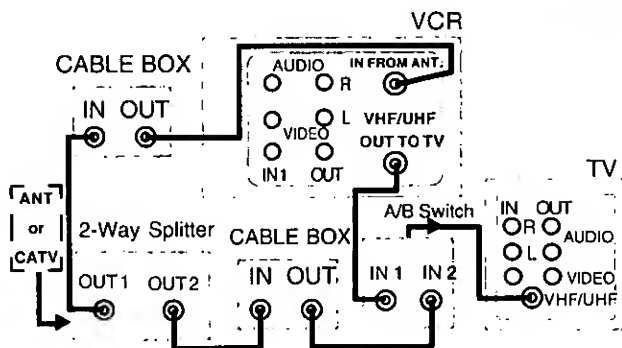 VCR
CABLE BOX
AUDIO
R
IN FROM ANT.
IN OUT
L
VHF/UHF
VIDEO
OUT TO TV
IN1 OUT
TV
ANT
or
CATV
2-Way Splitter
CABLE BOX
A/B Switch
IN OUT
R
AUDIO
L
VIDEO
VHF/UHF
OUT1 OUT2
IN OUT
IN 1 IN 2